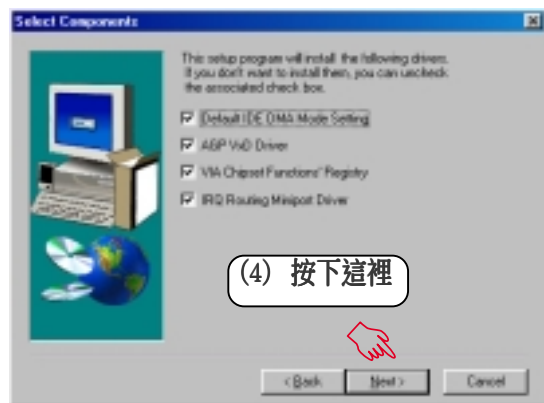 Select Components
This setup program will install the following drivers.
If you don't want to install them, you can uncheck
the associated check box.
Default IDE DMA Mode Setting
AGP VxD Driver
VIA Chipset Functions' Registry
IRQ Routing Miniport Driver
(4) 按下這裡
< Back
Next >
Cancel